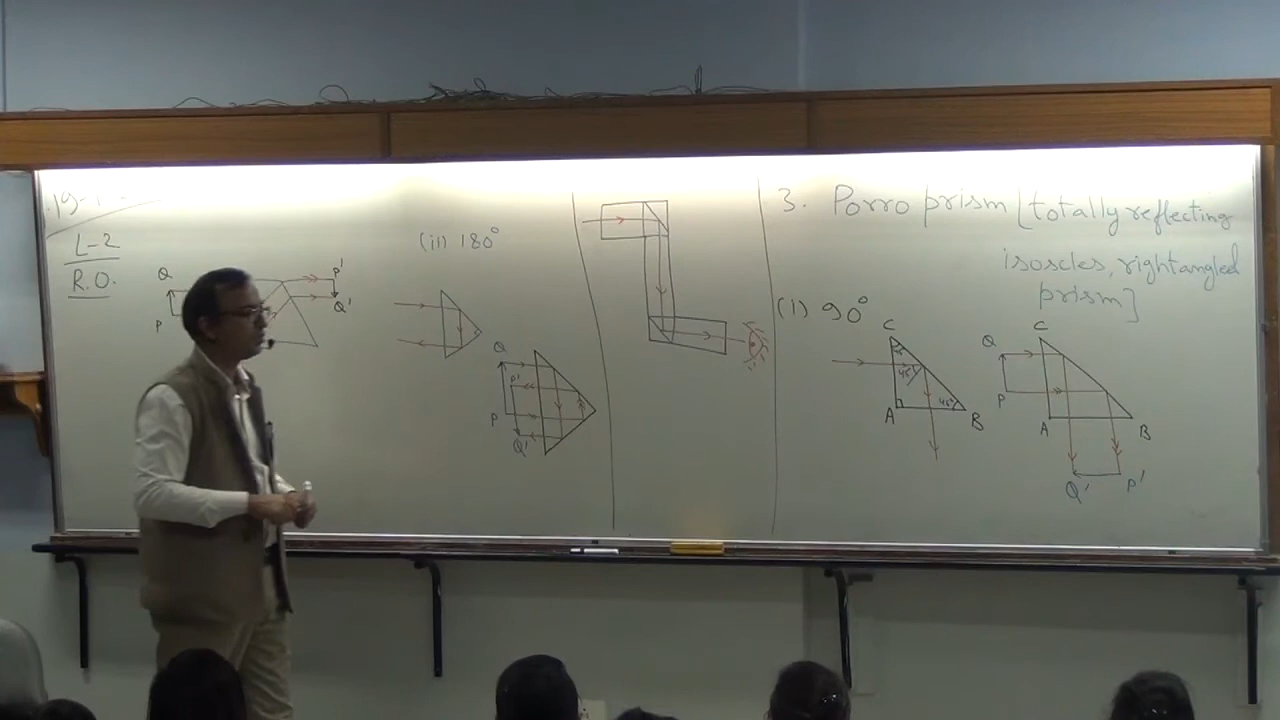 L-2
R.O.
Q
P
P'
Q'
(ii) 180°
Q
P'
P
Q'
3. Porro prism [totally reflecting
isoscles, rightangled
prism]
(i) 90°
C
45°
45°
A
B
C
Q
P
A
B
Q'
P'